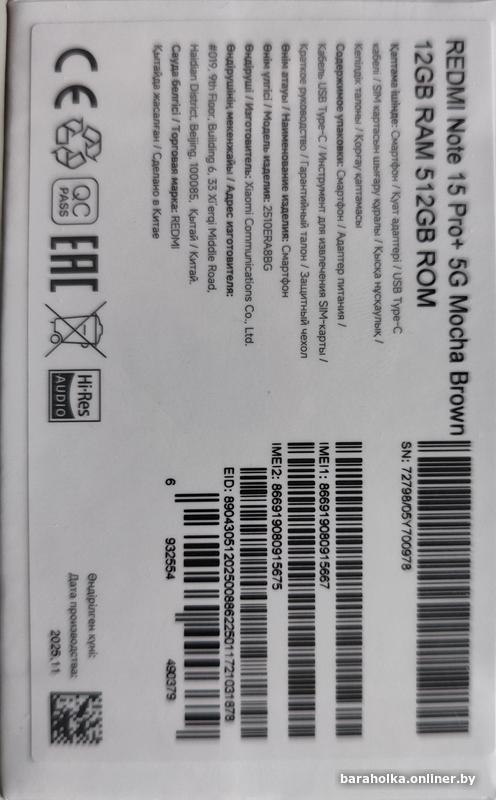 REDMI Note 15 Pro+ 5G Mocha Brown
12GB RAM 512GB ROM
Қаптама ішінде: Смартфон / Қуат адаптері / USB Type-C
кабелі / SIM картасын шығару құралы / Қысқа нұсқаулық /
Кепілдік талоны / Қорғау қаптамасы
Содержимое упаковки: Смартфон / Адаптер питания /
Кабель USB Type-C / Инструмент для извлечения SIM-карты /
Краткое руководство / Гарантийный талон / Защитный чехол
Өнім атауы / Наименование изделия: Смартфон
Өнім үлгісі / Модель изделия: 2510ERA8BG
Өндіруші / Изготовитель: Xiaomi Communications Co., Ltd.
Өндірушінің мекенжайы / Адрес изготовителя:
#019, 9th Floor, Building 6, 33 Xi'erqi Middle Road,
Haidian District, Beijing, 100085, Қытай / Китай.
Сауда белгісі / Торговая марка: REDMI
Қытайда жасалған / Сделано в Китае
SN: 72798/05Y700978
IMEI1: 866919080915667
IMEI2: 866919080915675
EID: 89043051202500886225011721031878
6 932554 490379
CE
QC
PASS
EAC
Hi-Res
AUDIO
Өндірілген күні:
Дата производства:
2025.11
baraholka.onliner.by